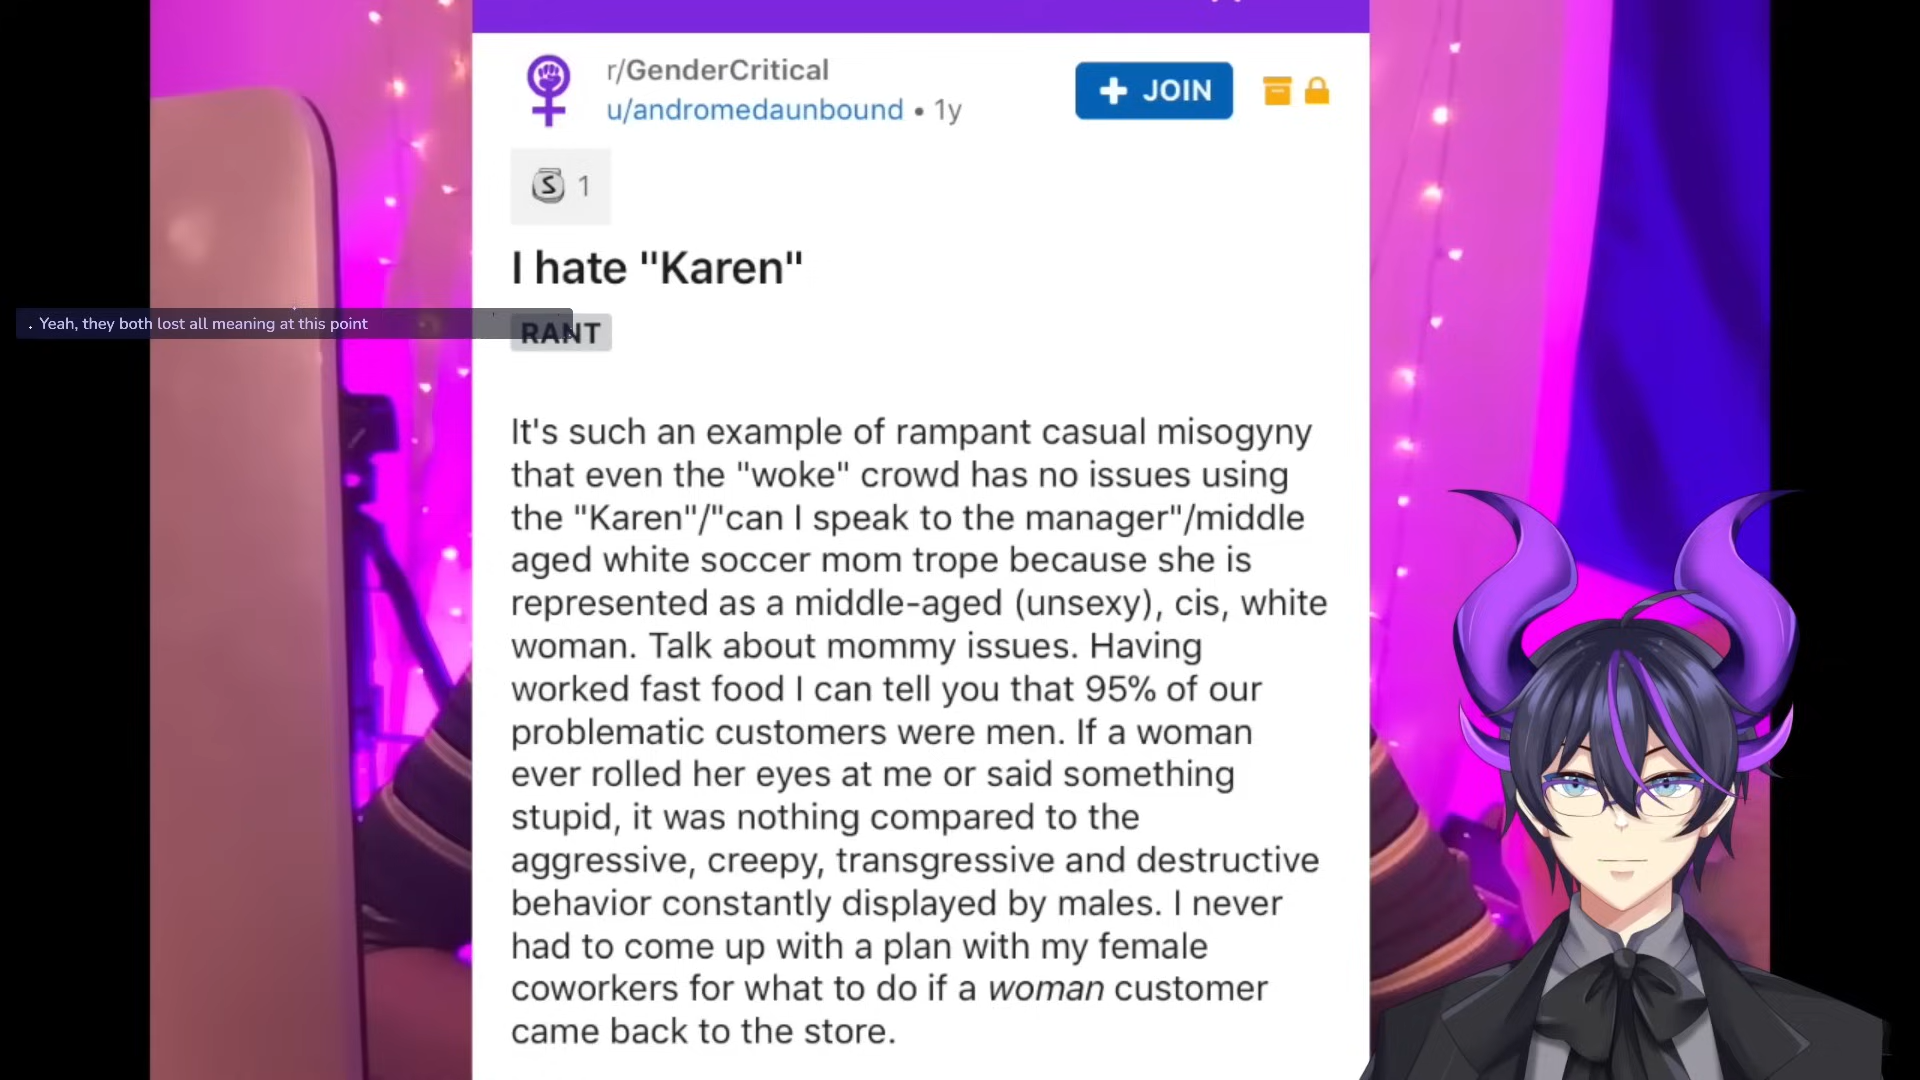 r/GenderCritical
u/andromedaunbound • 1y
JOIN
S 1
I hate "Karen"
. Yeah, they both lost all meaning at this point
RANT
It's such an example of rampant casual misogyny
that even the "woke" crowd has no issues using
the "Karen"/"can I speak to the manager"/middle
aged white soccer mom trope because she is
represented as a middle-aged (unsexy), cis, white
woman. Talk about mommy issues. Having
worked fast food I can tell you that 95% of our
problematic customers were men. If a woman
ever rolled her eyes at me or said something
stupid, it was nothing compared to the
aggressive, creepy, transgressive and destructive
behavior constantly displayed by males. I never
had to come up with a plan with my female
coworkers for what to do if a woman customer
came back to the store.